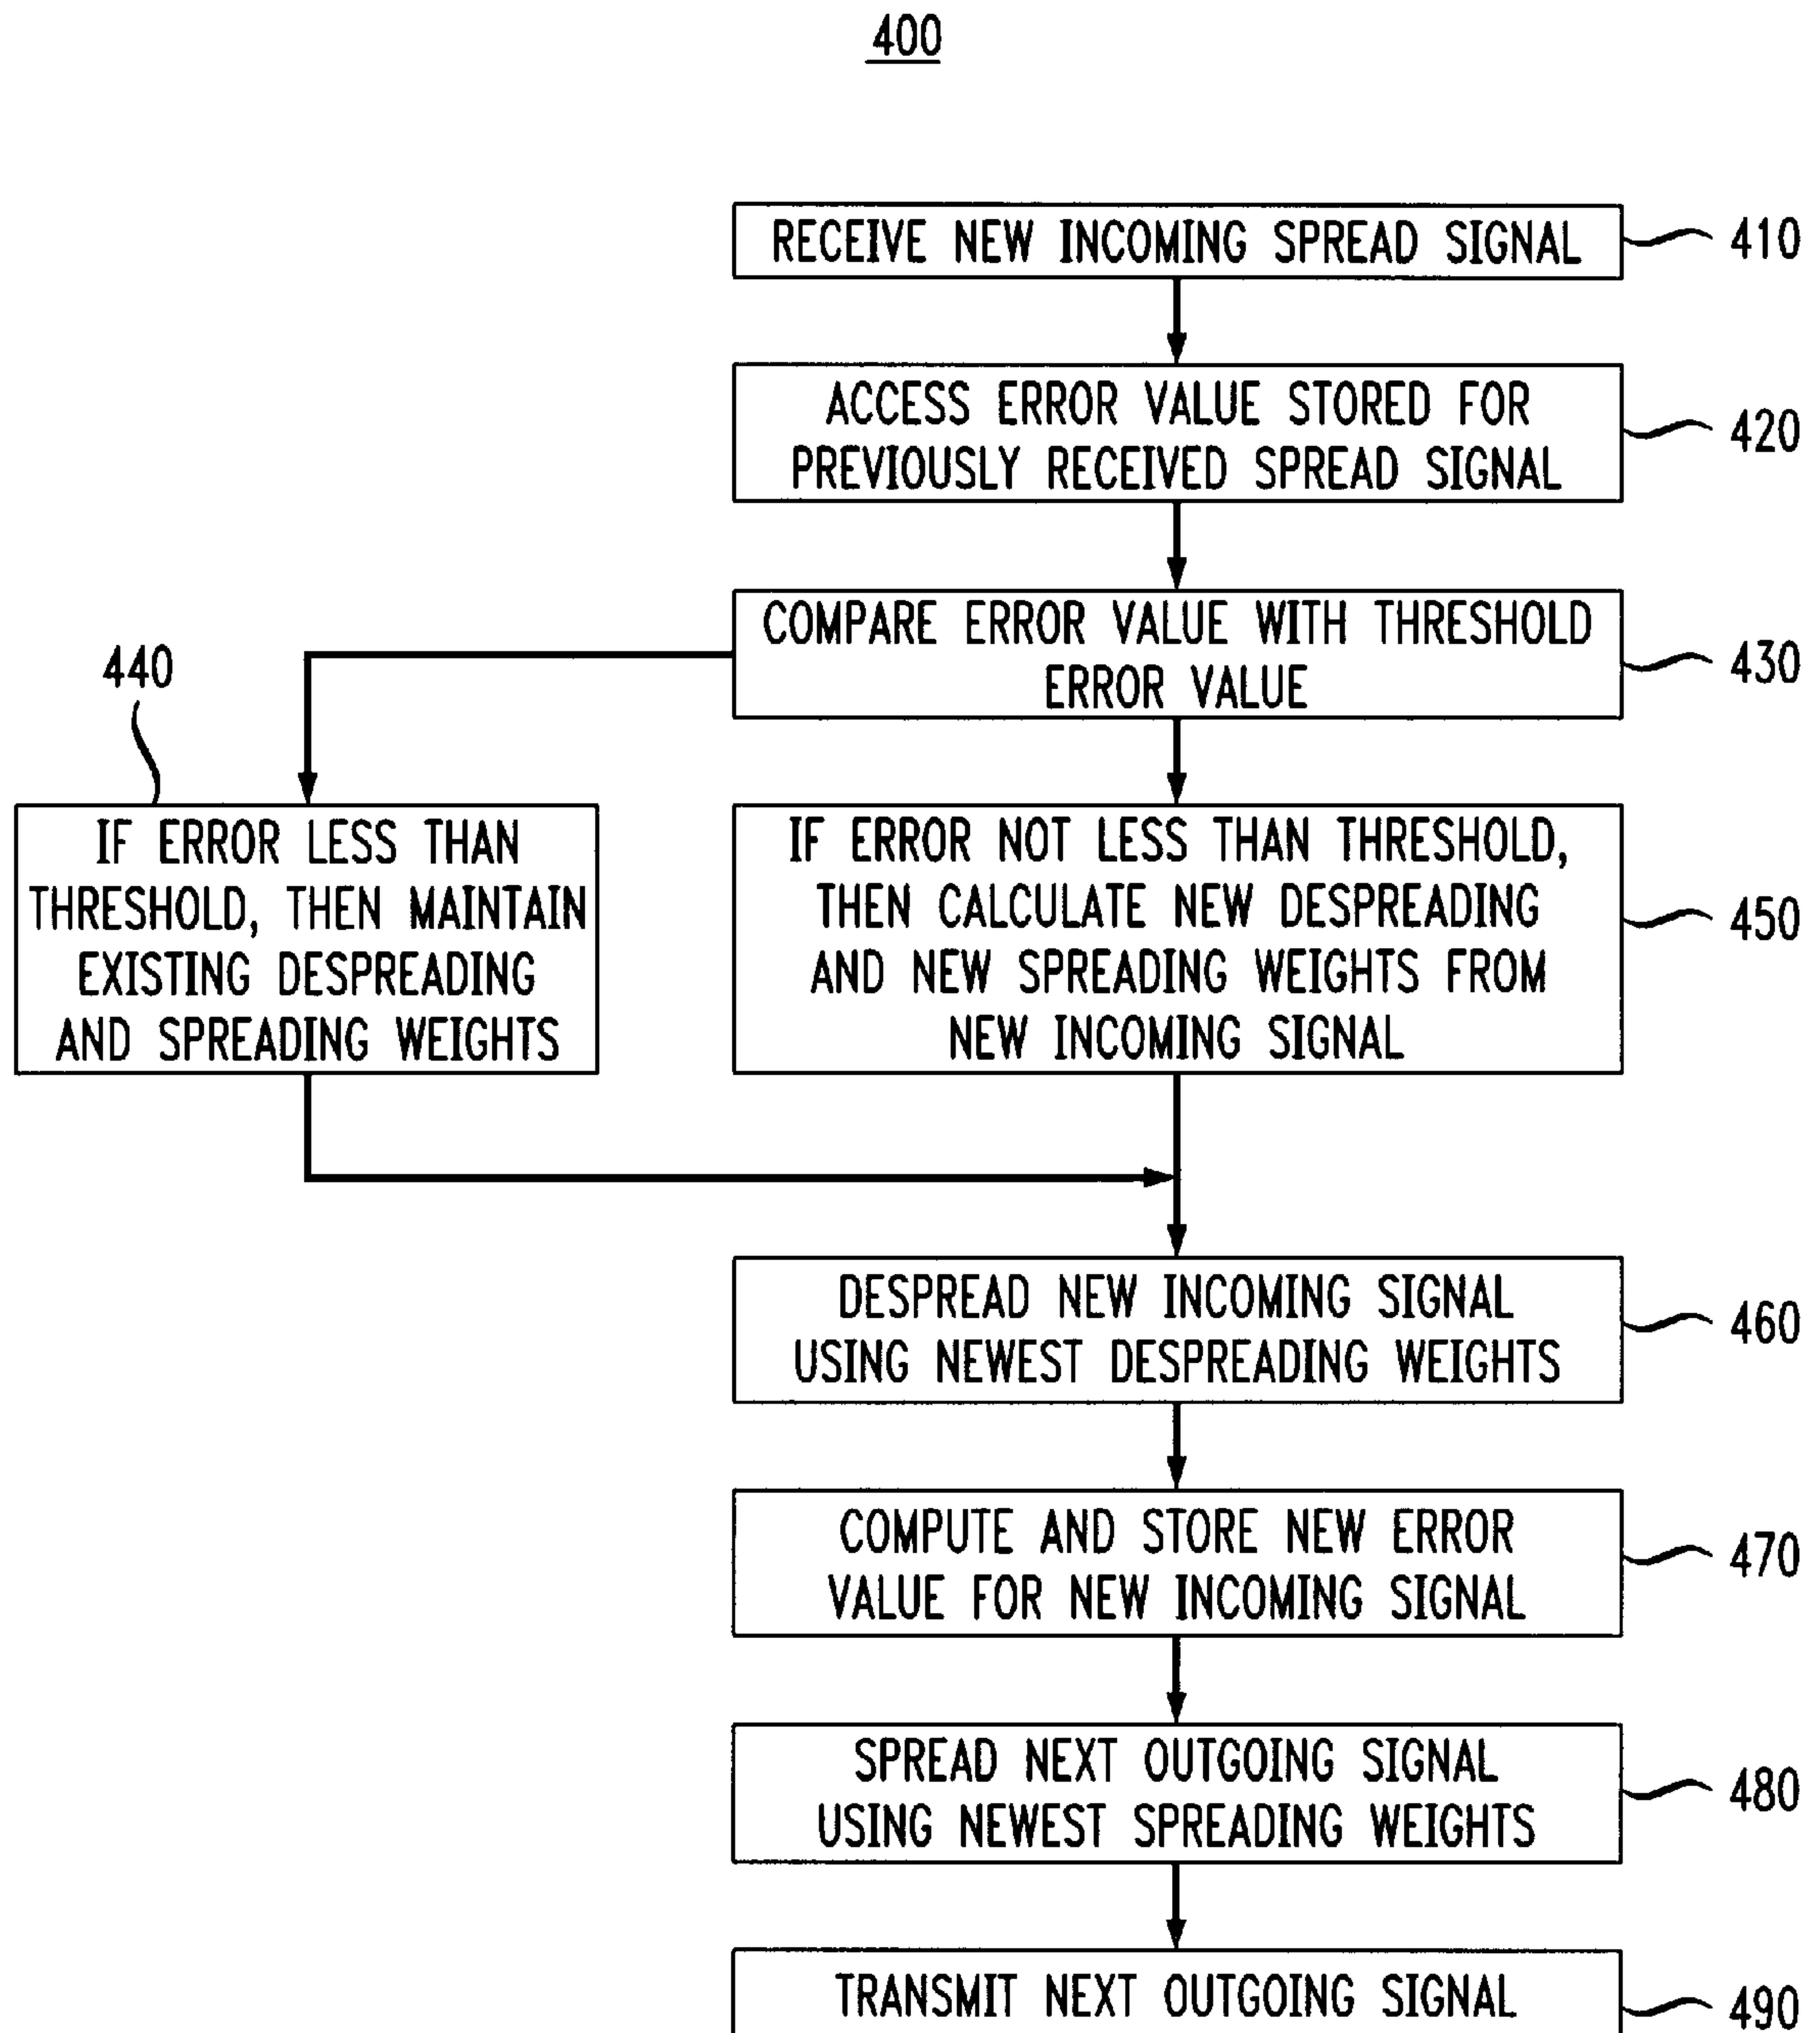 400
RECEIVE NEW INCOMING SPREAD SIGNAL
410
ACCESS ERROR VALUE STORED FOR
PREVIOUSLY RECEIVED SPREAD SIGNAL
420
COMPARE ERROR VALUE WITH THRESHOLD
ERROR VALUE
430
440
IF ERROR LESS THAN
THRESHOLD, THEN MAINTAIN
EXISTING DESPREADING
AND SPREADING WEIGHTS
IF ERROR NOT LESS THAN THRESHOLD,
THEN CALCULATE NEW DESPREADING
AND NEW SPREADING WEIGHTS FROM
NEW INCOMING SIGNAL
450
DESPREAD NEW INCOMING SIGNAL
USING NEWEST DESPREADING WEIGHTS
460
COMPUTE AND STORE NEW ERROR
VALUE FOR NEW INCOMING SIGNAL
470
SPREAD NEXT OUTGOING SIGNAL
USING NEWEST SPREADING WEIGHTS
480
TRANSMIT NEXT OUTGOING SIGNAL
490